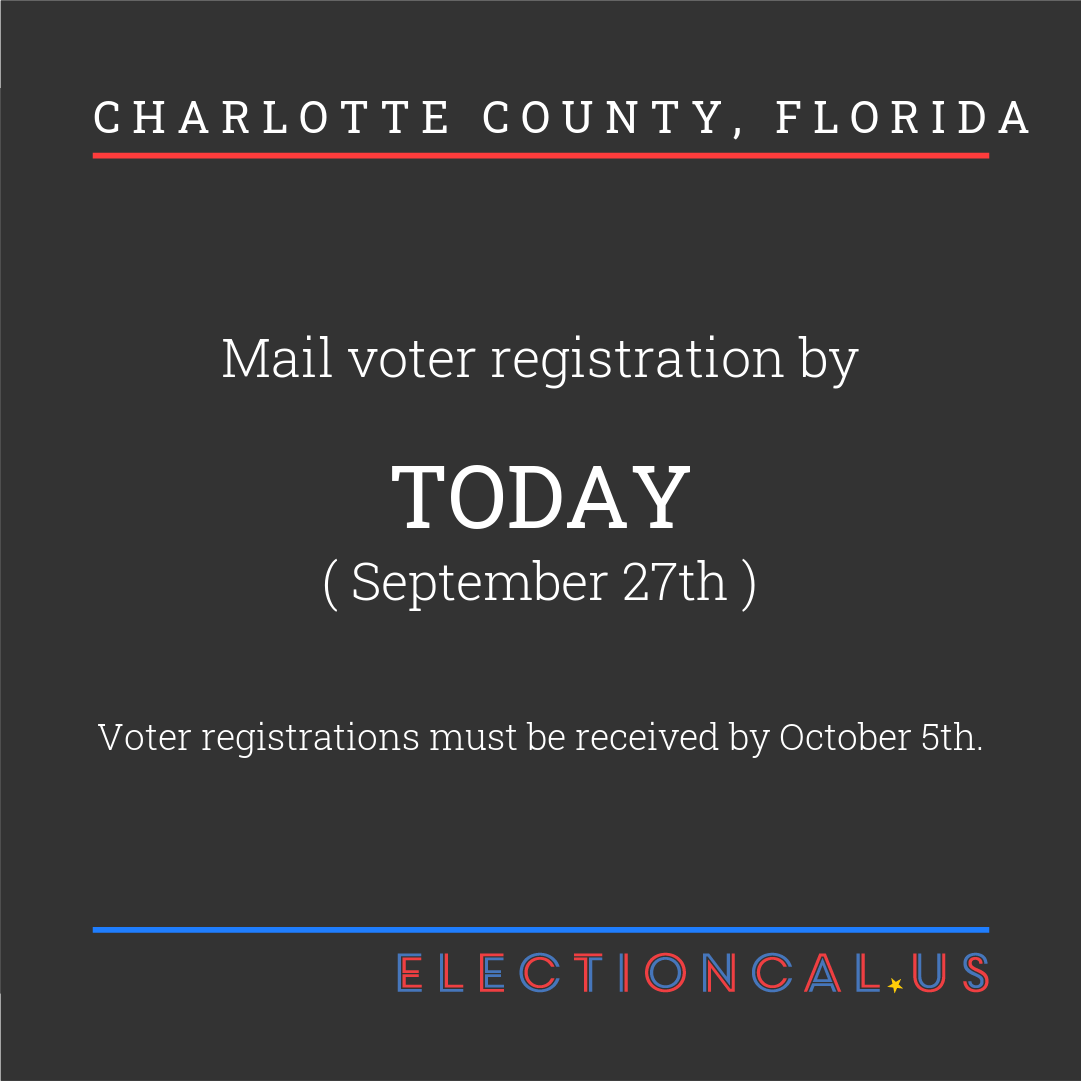 CHARLOTTE COUNTY, FLORIDA
Mail voter registration by
TODAY
( September 27th )
Voter registrations must be received by October 5th.
ELECTIONCAL.US